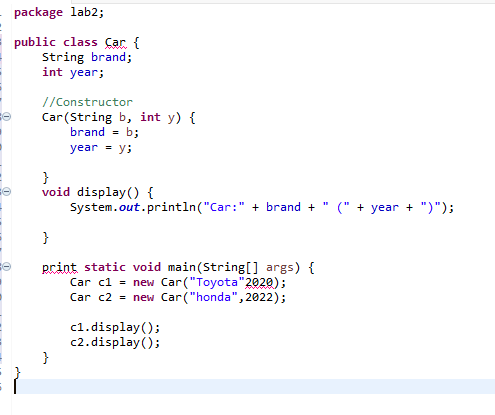 package lab2;
public class Car {
String brand;
int year;
//Constructor
Car(String b, int y) {
brand = b;
year = y;
}
void display() {
System.out.println("Car:" + brand + " (" + year + ")");
}
print static void main(String[] args) {
Car c1 = new Car("Toyota"2020);
Car c2 = new Car("honda",2022);
c1.display();
c2.display();
}
}